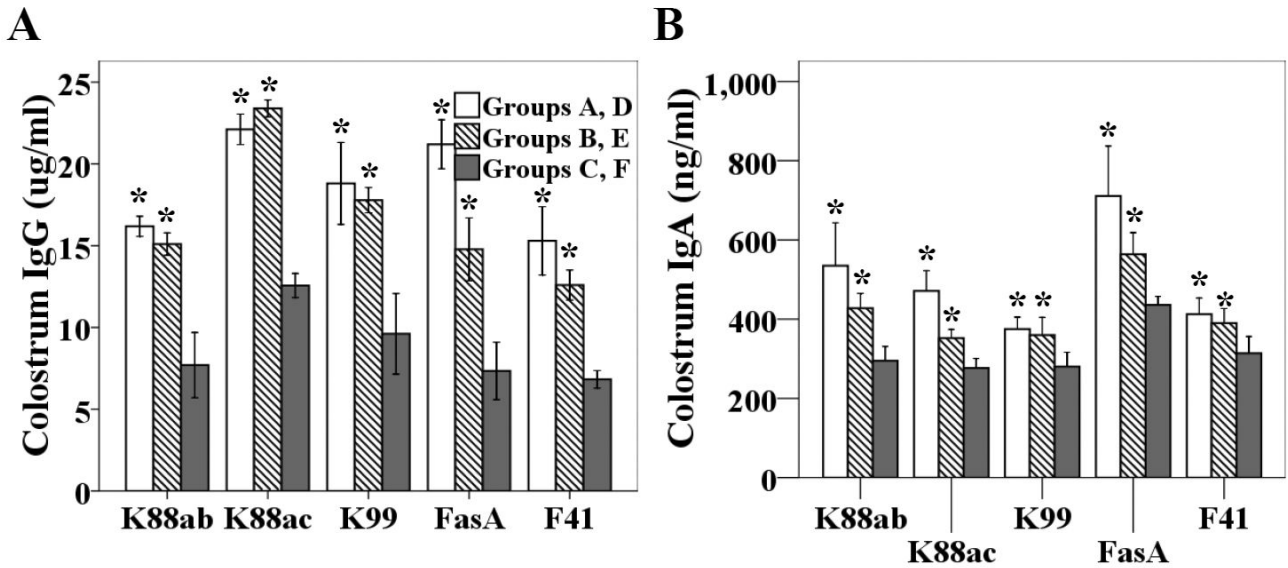 A
Colostrum IgG (ug/ml)
25
20
15
10
5
0
* * * * * * * * * *
Groups A, D
Groups B, E
Groups C, F
K88ab K88ac K99 FasA F41
B
Colostrum IgA (ng/ml)
1,000
800
600
400
200
0
* * * * * * * * * *
K88ab K99 F41
K88ac FasA